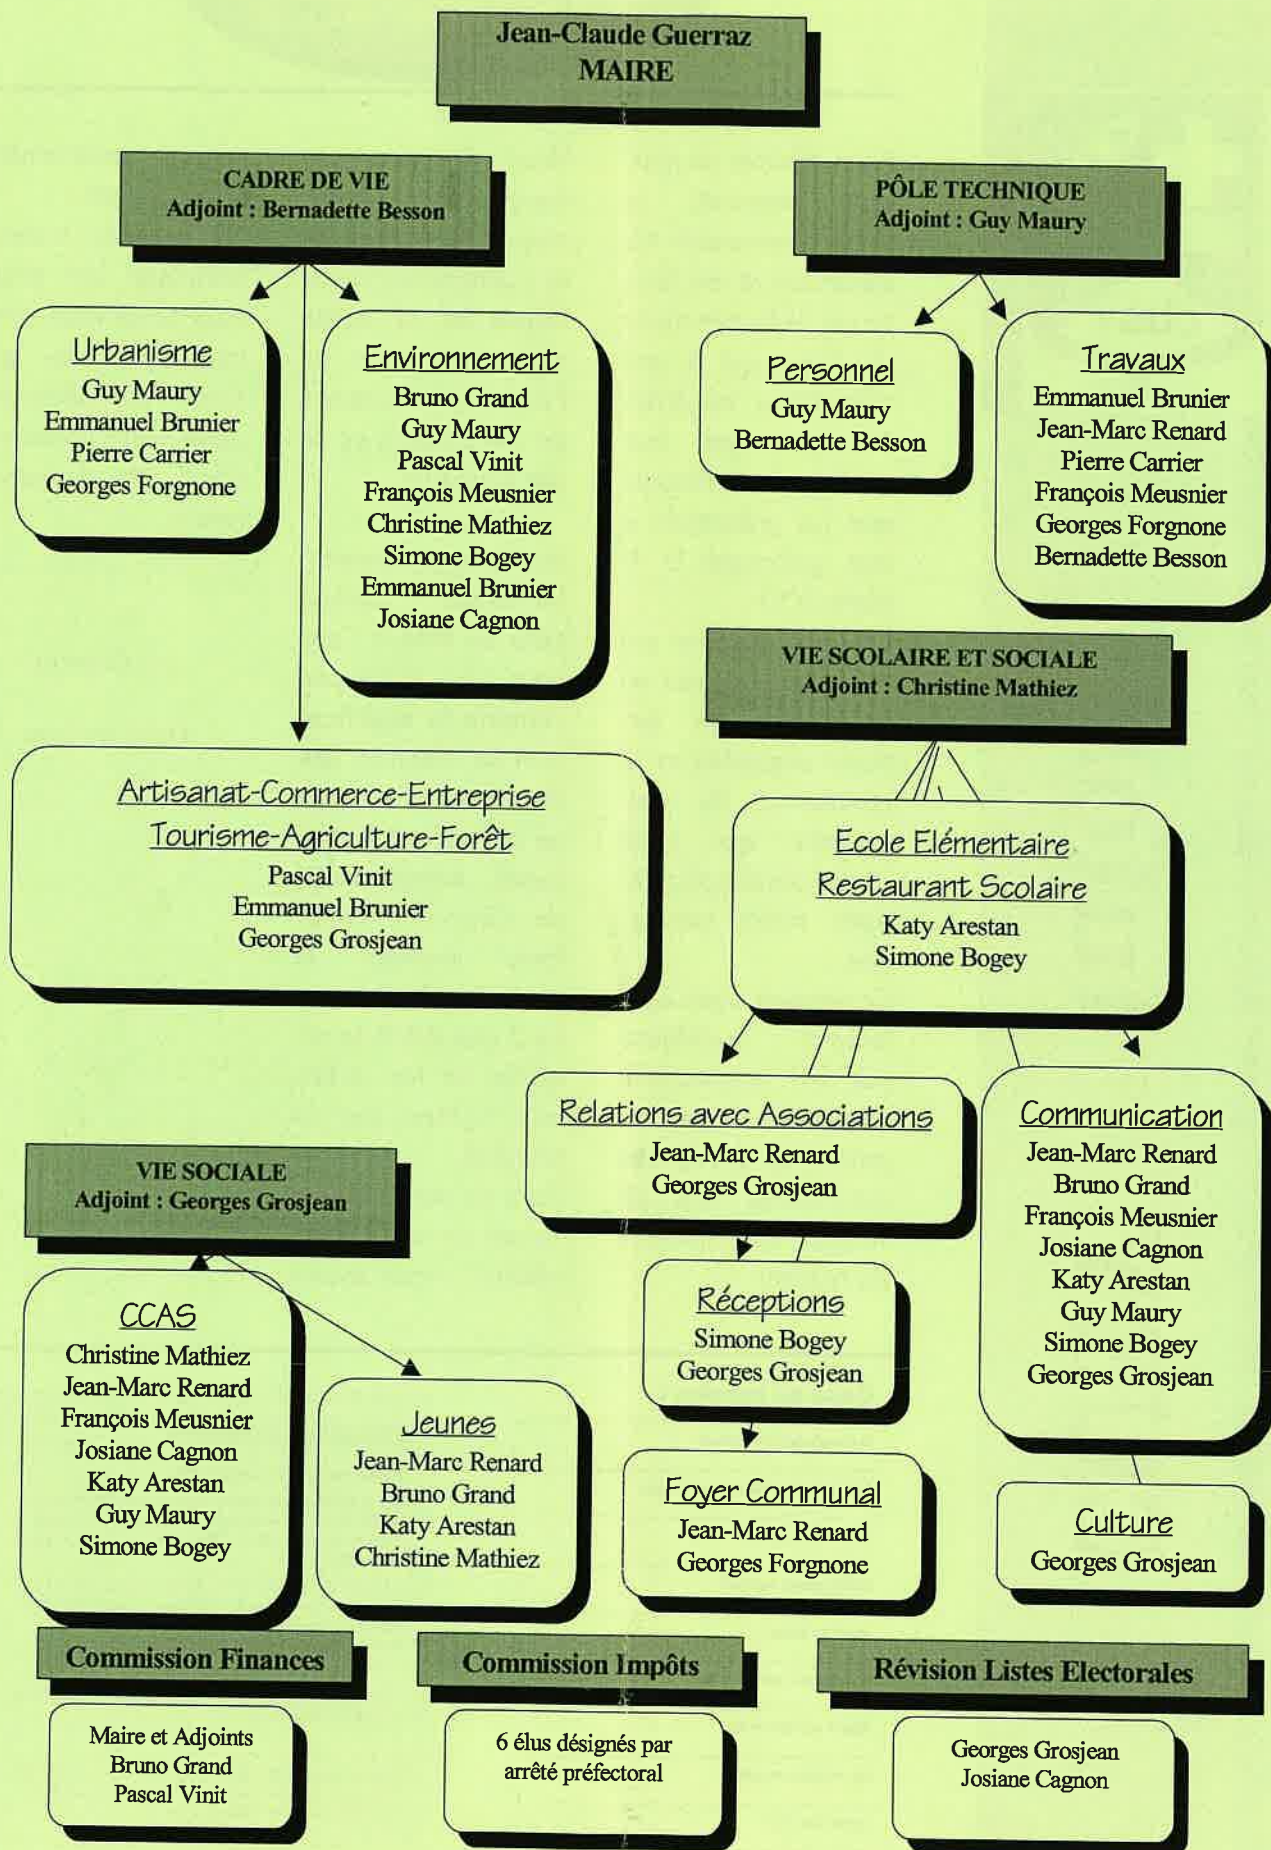 Jean-Claude Guerraz
MAIRE
CADRE DE VIE
Adjoint : Bernadette Besson
PÔLE TECHNIQUE
Adjoint : Guy Maury
Urbanisme
Guy Maury
Emmanuel Brunier
Pierre Carrier
Georges Forgnone
Environnement
Bruno Grand
Guy Maury
Pascal Vinit
François Meusnier
Christine Mathiez
Simone Bogey
Emmanuel Brunier
Josiane Cagnon
Personnel
Guy Maury
Bernadette Besson
Travaux
Emmanuel Brunier
Jean-Marc Renard
Pierre Carrier
François Meusnier
Georges Forgnone
Bernadette Besson
Artisanat-Commerce-Entreprise
Tourisme-Agriculture-Forêt
Pascal Vinit
Emmanuel Brunier
Georges Grosjean
VIE SCOLAIRE ET SOCIALE
Adjoint : Christine Mathiez
Ecole Elémentaire
Restaurant Scolaire
Katy Arestan
Simone Bogey
Relations avec Associations
Jean-Marc Renard
Georges Grosjean
Communication
Jean-Marc Renard
Bruno Grand
François Meusnier
Josiane Cagnon
Katy Arestan
Guy Maury
Simone Bogey
Georges Grosjean
Réceptions
Simone Bogey
Georges Grosjean
Foyer Communal
Jean-Marc Renard
Georges Forgnone
Culture
Georges Grosjean
VIE SOCIALE
Adjoint : Georges Grosjean
CCAS
Christine Mathiez
Jean-Marc Renard
François Meusnier
Josiane Cagnon
Katy Arestan
Guy Maury
Simone Bogey
Jeunes
Jean-Marc Renard
Bruno Grand
Katy Arestan
Christine Mathiez
Commission Finances
Maire et Adjoints
Bruno Grand
Pascal Vinit
Commission Impôts
6 élus désignés par
arrêté préfectoral
Révision Listes Electorales
Georges Grosjean
Josiane Cagnon